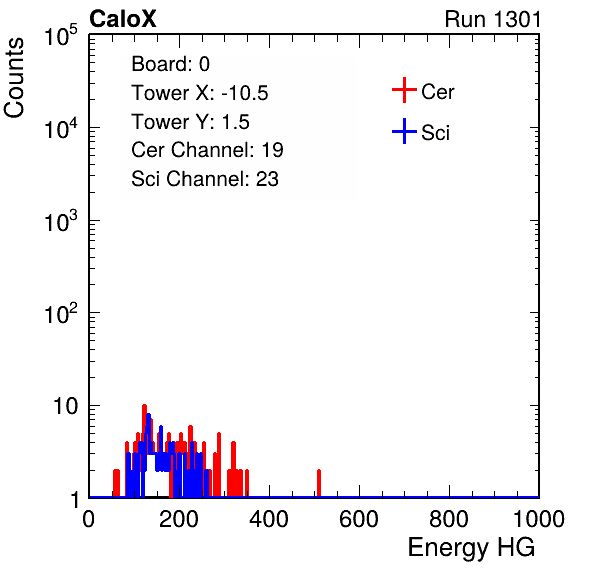 CaloX Run 1301
Counts
Board: 0
Tower X: -10.5
Tower Y: 1.5
Cer Channel: 19
Sci Channel: 23
Cer
Sci
10^5
10^4
10^3
10^2
10
1
0 200 400 600 800 1000
Energy HG